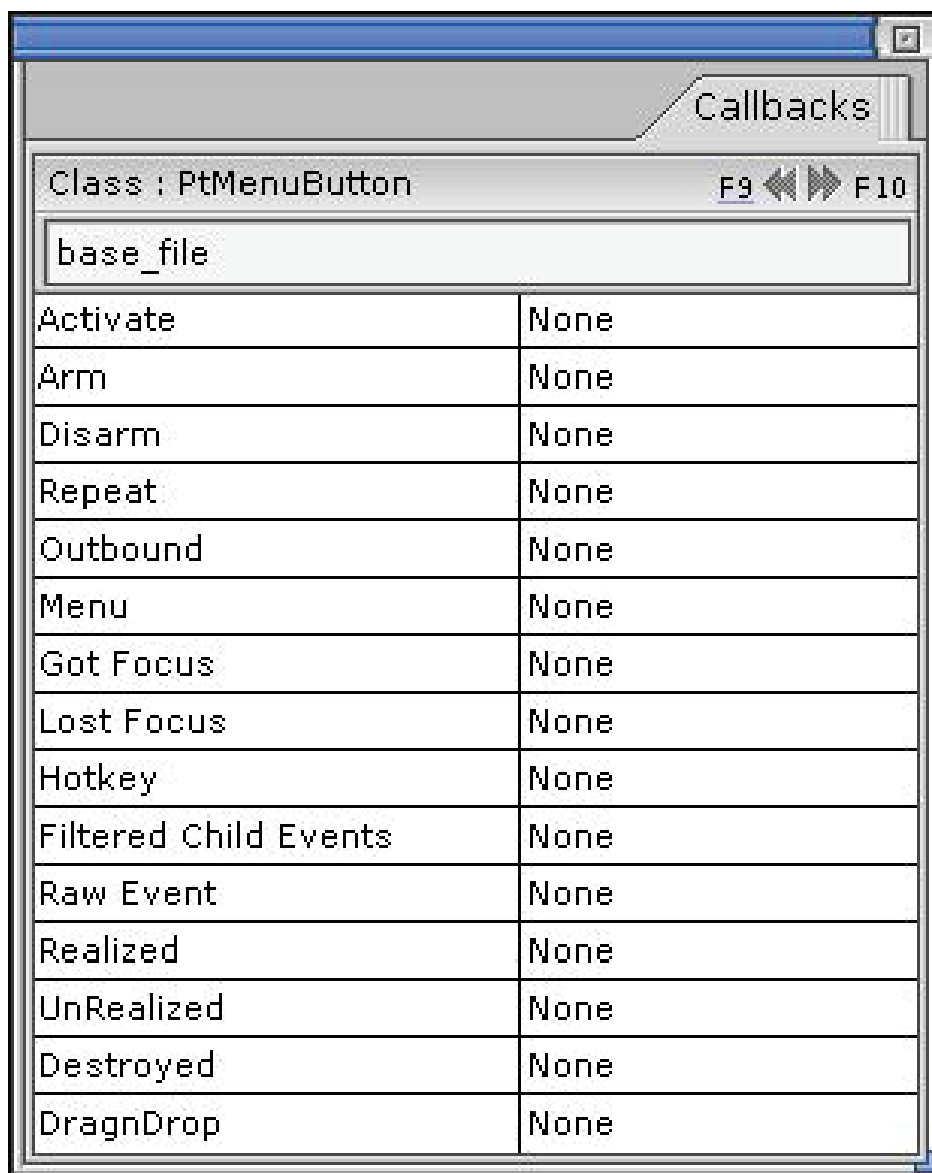 Callbacks
Class : PtMenuButton F9 F10
base_file
Activate None
Arm None
Disarm None
Repeat None
Outbound None
Menu None
Got Focus None
Lost Focus None
Hotkey None
Filtered Child Events None
Raw Event None
Realized None
UnRealized None
Destroyed None
DragnDrop None